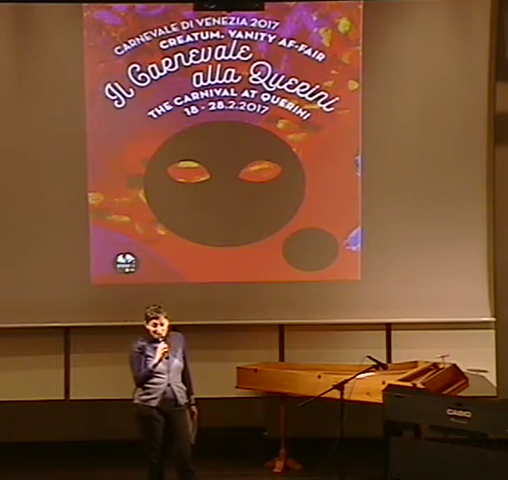 CARNEVALE DI VENEZIA 2017
CREATUM. VANITY AF-FAIR
Il Carnevale
alla Querini
THE CARNIVAL AT QUERINI
18 - 28.2.2017
CASIO